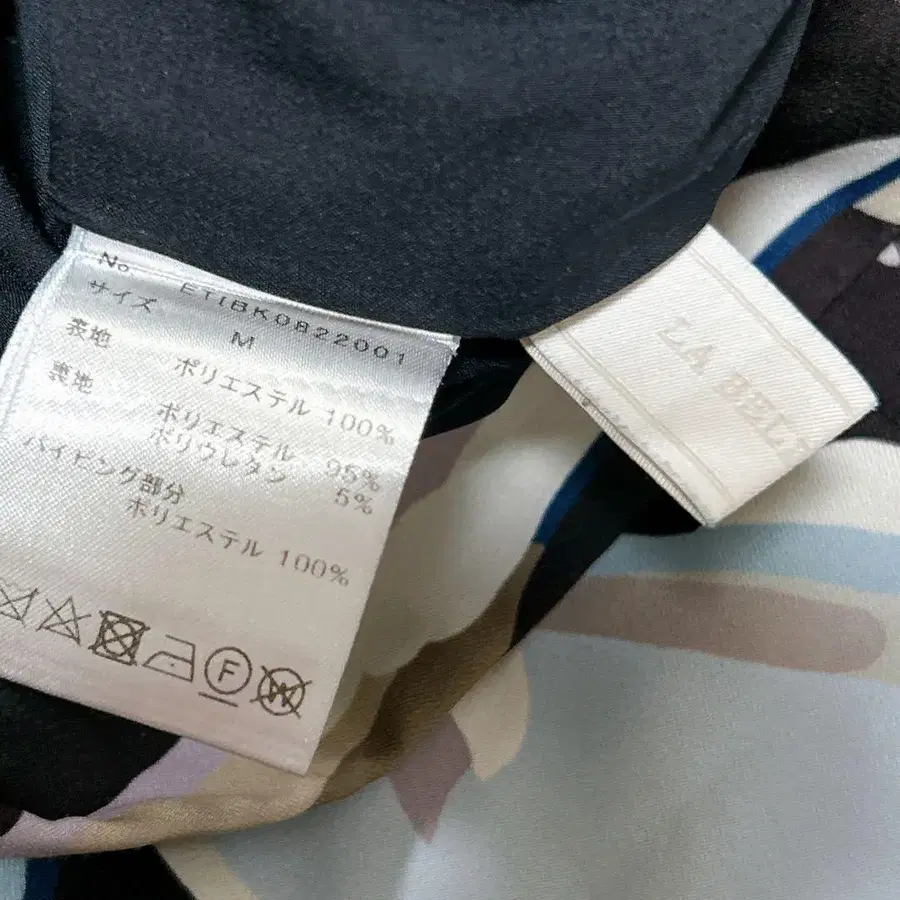 No. ETIBK0822001
サイズ M
表地 ポリエステル 100%
裏地 ポリエステル 95%
ポリウレタン 5%
パイピング部分
ポリエステル 100%
F
W
LA BELL